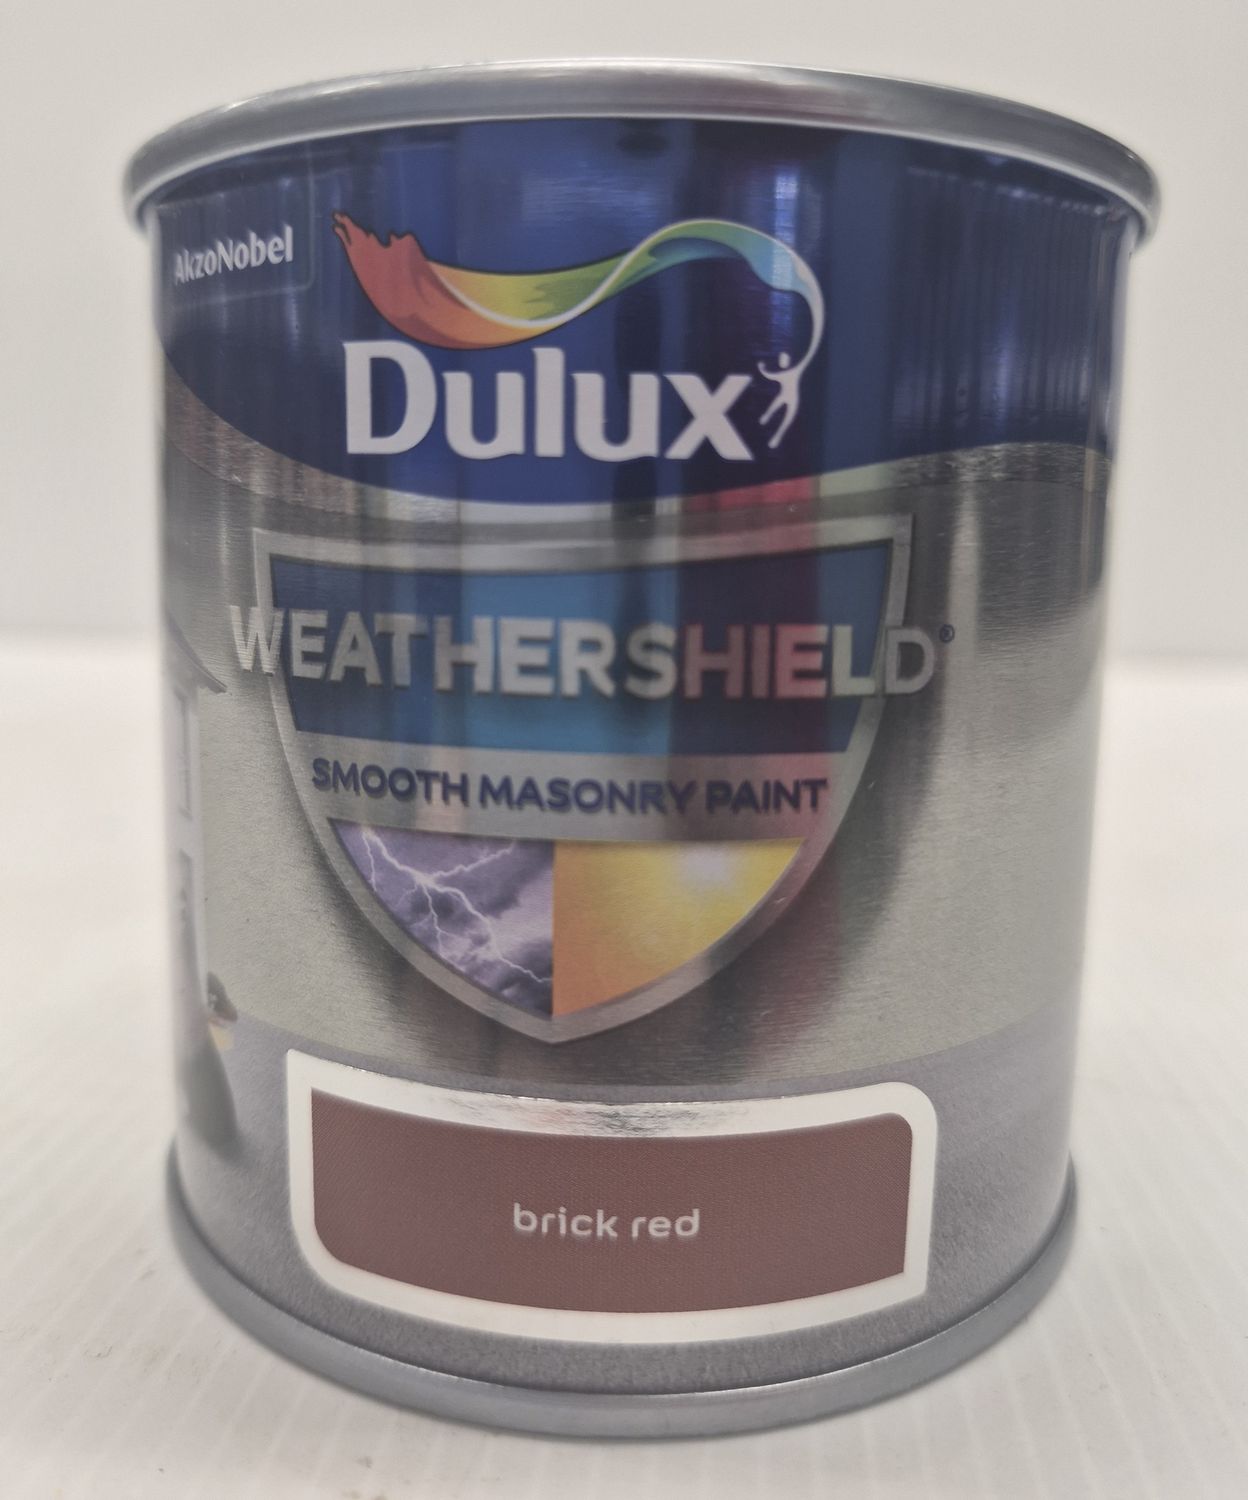 AkzoNobel
Dulux
WEATHERSHIELD®
SMOOTH MASONRY PAINT
brick red